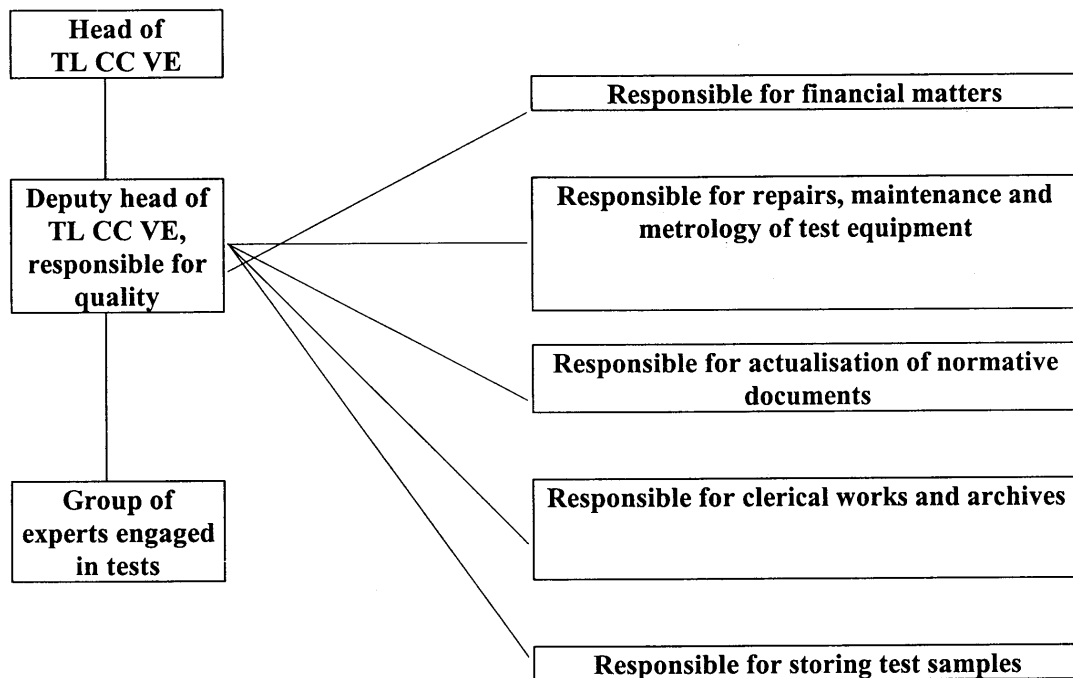 Head of
TL CC VE
Deputy head of
TL CC VE,
responsible for
quality
Group of
experts engaged
in tests
Responsible for financial matters
Responsible for repairs, maintenance and
metrology of test equipment
Responsible for actualisation of normative
documents
Responsible for clerical works and archives
Responsible for storing test samples